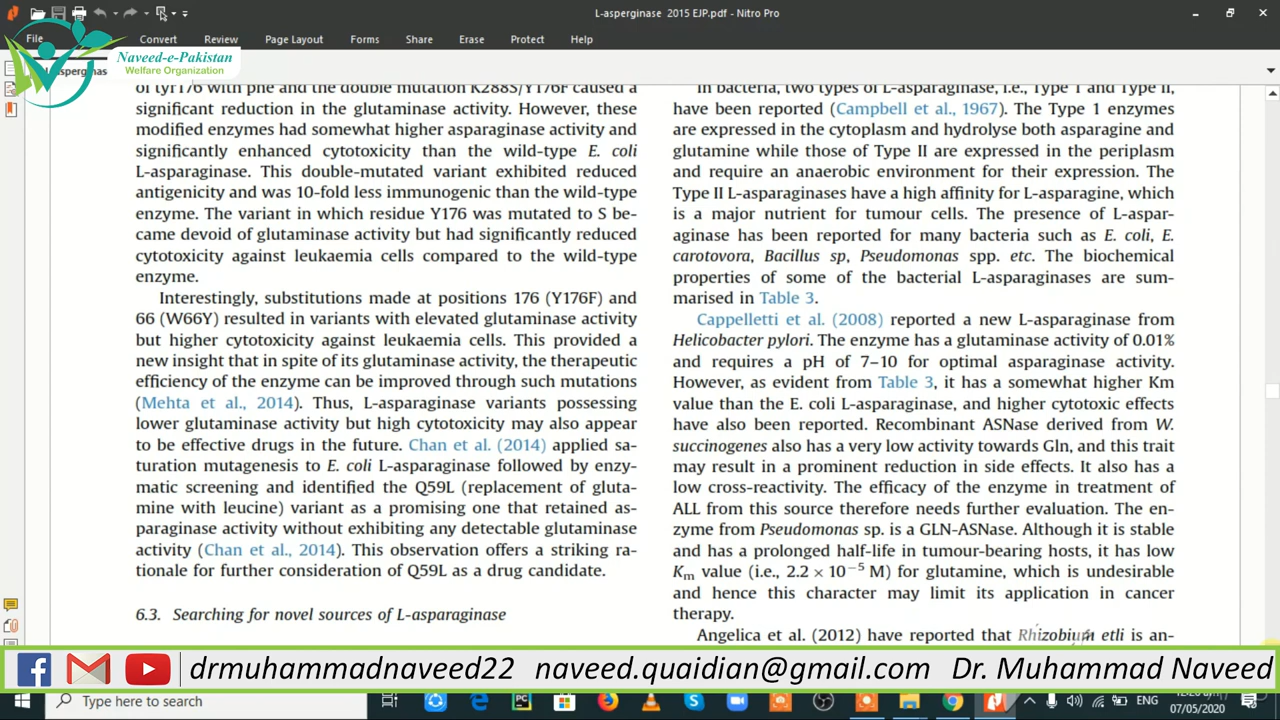 L-asperginase 2015 EJP.pdf - Nitro Pro
File
Convert
Review
Page Layout
Forms
Share
Erase
Protect
Help
Naveed-e-Pakistan
Welfare Organization
asperginas
of tyr176 with phe and the double mutation K288S/Y176F caused a
significant reduction in the glutaminase activity. However, these
modified enzymes had somewhat higher asparaginase activity and
significantly enhanced cytotoxicity than the wild-type E. coli
L-asparaginase. This double-mutated variant exhibited reduced
antigenicity and was 10-fold less immunogenic than the wild-type
enzyme. The variant in which residue Y176 was mutated to S be-
came devoid of glutaminase activity but had significantly reduced
cytotoxicity against leukaemia cells compared to the wild-type
enzyme.
Interestingly, substitutions made at positions 176 (Y176F) and
66 (W66Y) resulted in variants with elevated glutaminase activity
but higher cytotoxicity against leukaemia cells. This provided a
new insight that in spite of its glutaminase activity, the therapeutic
efficiency of the enzyme can be improved through such mutations
(Mehta et al., 2014). Thus, L-asparaginase variants possessing
lower glutaminase activity but high cytotoxicity may also appear
to be effective drugs in the future. Chan et al. (2014) applied sa-
turation mutagenesis to E. coli L-asparaginase followed by enzy-
matic screening and identified the Q59L (replacement of gluta-
mine with leucine) variant as a promising one that retained as-
paraginase activity without exhibiting any detectable glutaminase
activity (Chan et al., 2014). This observation offers a striking ra-
tionale for further consideration of Q59L as a drug candidate.
6.3. Searching for novel sources of L-asparaginase
In bacteria, two types of L-asparaginase, i.e., Type 1 and Type II,
have been reported (Campbell et al., 1967). The Type 1 enzymes
are expressed in the cytoplasm and hydrolyse both asparagine and
glutamine while those of Type II are expressed in the periplasm
and require an anaerobic environment for their expression. The
Type II L-asparaginases have a high affinity for L-asparagine, which
is a major nutrient for tumour cells. The presence of L-aspar-
aginase has been reported for many bacteria such as E. coli, E.
carotovora, Bacillus sp, Pseudomonas spp. etc. The biochemical
properties of some of the bacterial L-asparaginases are sum-
marised in Table 3.
Cappelletti et al. (2008) reported a new L-asparaginase from
Helicobacter pylori. The enzyme has a glutaminase activity of 0.01%
and requires a pH of 7–10 for optimal asparaginase activity.
However, as evident from Table 3, it has a somewhat higher Km
value than the E. coli L-asparaginase, and higher cytotoxic effects
have also been reported. Recombinant ASNase derived from W.
succinogenes also has a very low activity towards Gln, and this trait
may result in a prominent reduction in side effects. It also has a
low cross-reactivity. The efficacy of the enzyme in treatment of
ALL from this source therefore needs further evaluation. The en-
zyme from Pseudomonas sp. is a GLN-ASNase. Although it is stable
and has a prolonged half-life in tumour-bearing hosts, it has low
Km value (i.e., 2.2 × 10⁻⁵ M) for glutamine, which is undesirable
and hence this character may limit its application in cancer
therapy.
Angelica et al. (2012) have reported that Rhizobium etli is an-
drmuhammadnaveed22 naveed.quaidian@gmail.com Dr. Muhammad Naveed
Type here to search
ENG
07/05/2020